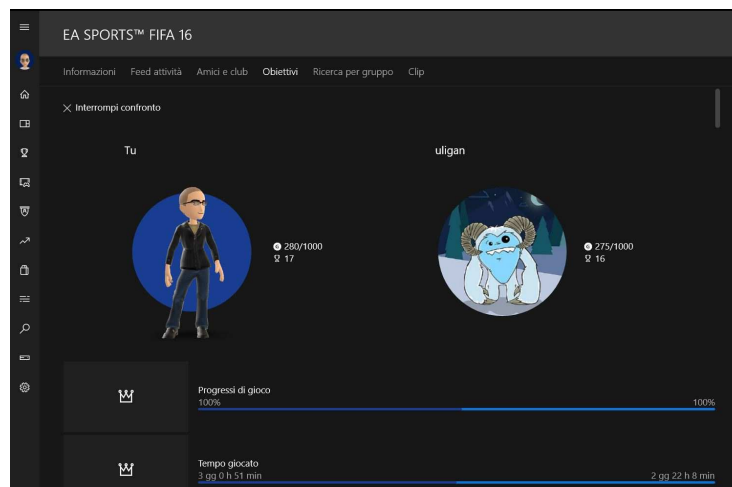 EA SPORTS™ FIFA 16
Informazioni Feed attività Amici e club Obiettivi Ricerca per gruppo Clip
Interrompi confronto
Tu uligan
280/1000 275/1000
17 16
Progressi di gioco
100% 100%
Tempo giocato
3 gg 0 h 51 min 2 gg 22 h 8 min